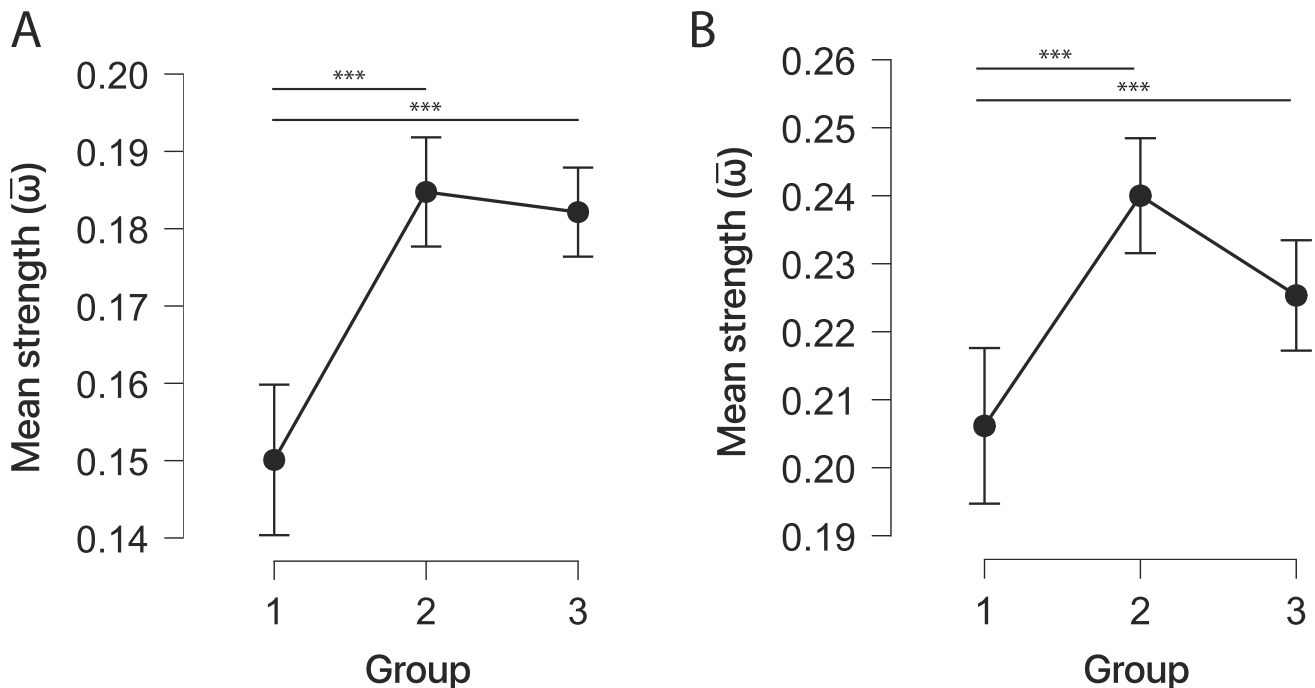 A
0.20
0.19
0.18
0.17
0.16
0.15
0.14
Mean strength (ω̅)
***
***
1 2 3
Group
B
0.26
0.25
0.24
0.23
0.22
0.21
0.20
0.19
Mean strength (ω̅)
***
***
1 2 3
Group